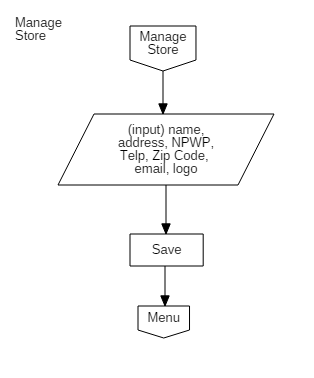 Manage
Store
Manage
Store
(input) name,
address, NPWP,
Telp, Zip Code,
email, logo
Save
Menu